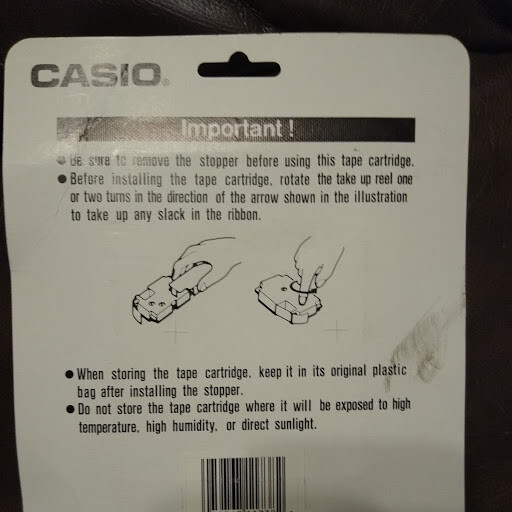 CASIO®
Important !
● Be sure to remove the stopper before using this tape cartridge.
● Before installing the tape cartridge, rotate the take up reel one
or two turns in the direction of the arrow shown in the illustration
to take up any slack in the ribbon.
● When storing the tape cartridge, keep it in its original plastic
bag after installing the stopper.
● Do not store the tape cartridge where it will be exposed to high
temperature, high humidity, or direct sunlight.